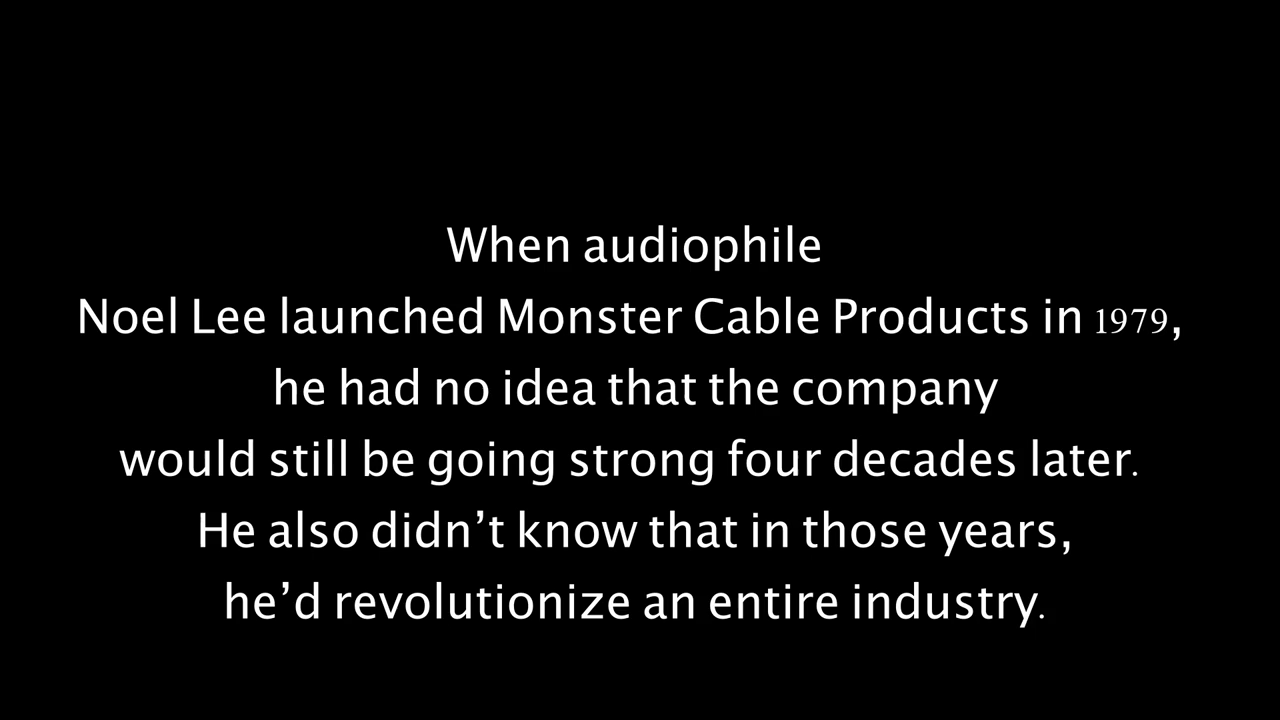 When audiophile
Noel Lee launched Monster Cable Products in 1979,
he had no idea that the company
would still be going strong four decades later.
He also didn’t know that in those years,
he’d revolutionize an entire industry.